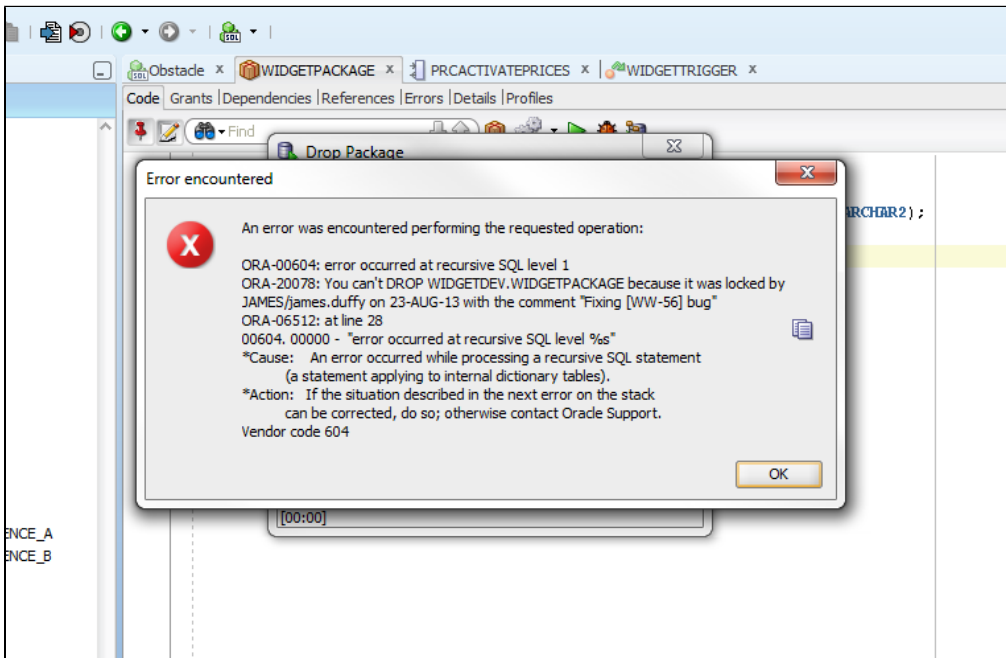 SQL
SQL Obstacle x WIDGETPACKAGE x PRCACTIVATEPRICES x WIDGETTRIGGER x
Code Grants Dependencies References Errors Details Profiles
Find
Drop Package
Error encountered
An error was encountered performing the requested operation:
ORA-00604: error occurred at recursive SQL level 1
ORA-20078: You can't DROP WIDGETDEV.WIDGETPACKAGE because it was locked by
JAMES/james.duffy on 23-AUG-13 with the comment "Fixing [WW-56] bug"
ORA-06512: at line 28
00604. 00000 - "error occurred at recursive SQL level %s"
*Cause: An error occurred while processing a recursive SQL statement
(a statement applying to internal dictionary tables).
*Action: If the situation described in the next error on the stack
can be corrected, do so; otherwise contact Oracle Support.
Vendor code 604
OK
RCHAR2);
[00:00]
ENCE_A
ENCE_B